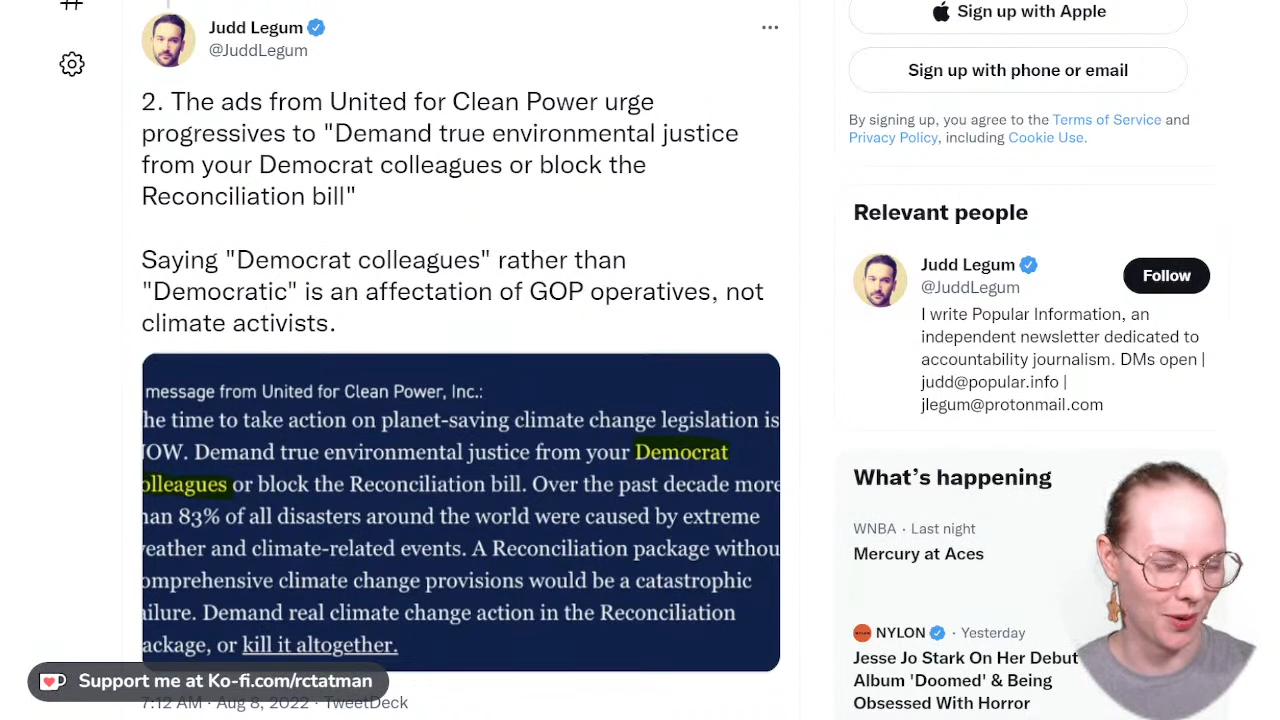 Judd Legum
@JuddLegum
2. The ads from United for Clean Power urge
progressives to "Demand true environmental justice
from your Democrat colleagues or block the
Reconciliation bill"
Saying "Democrat colleagues" rather than
"Democratic" is an affectation of GOP operatives, not
climate activists.
message from United for Clean Power, Inc.:
he time to take action on planet-saving climate change legislation is
OW. Demand true environmental justice from your Democrat
olleagues or block the Reconciliation bill. Over the past decade more
han 83% of all disasters around the world were caused by extreme
eather and climate-related events. A Reconciliation package withou
omprehensive climate change provisions would be a catastrophic
ailure. Demand real climate change action in the Reconciliation
ackage, or kill it altogether.
7:12 AM · Aug 8, 2022 · TweetDeck
Support me at Ko-fi.com/rctatman
Sign up with Apple
Sign up with phone or email
By signing up, you agree to the Terms of Service and
Privacy Policy, including Cookie Use.
Relevant people
Judd Legum
@JuddLegum
Follow
I write Popular Information, an
independent newsletter dedicated to
accountability journalism. DMs open |
judd@popular.info |
jlegum@protonmail.com
What's happening
WNBA · Last night
Mercury at Aces
NYLON · Yesterday
Jesse Jo Stark On Her Debut
Album 'Doomed' & Being
Obsessed With Horror